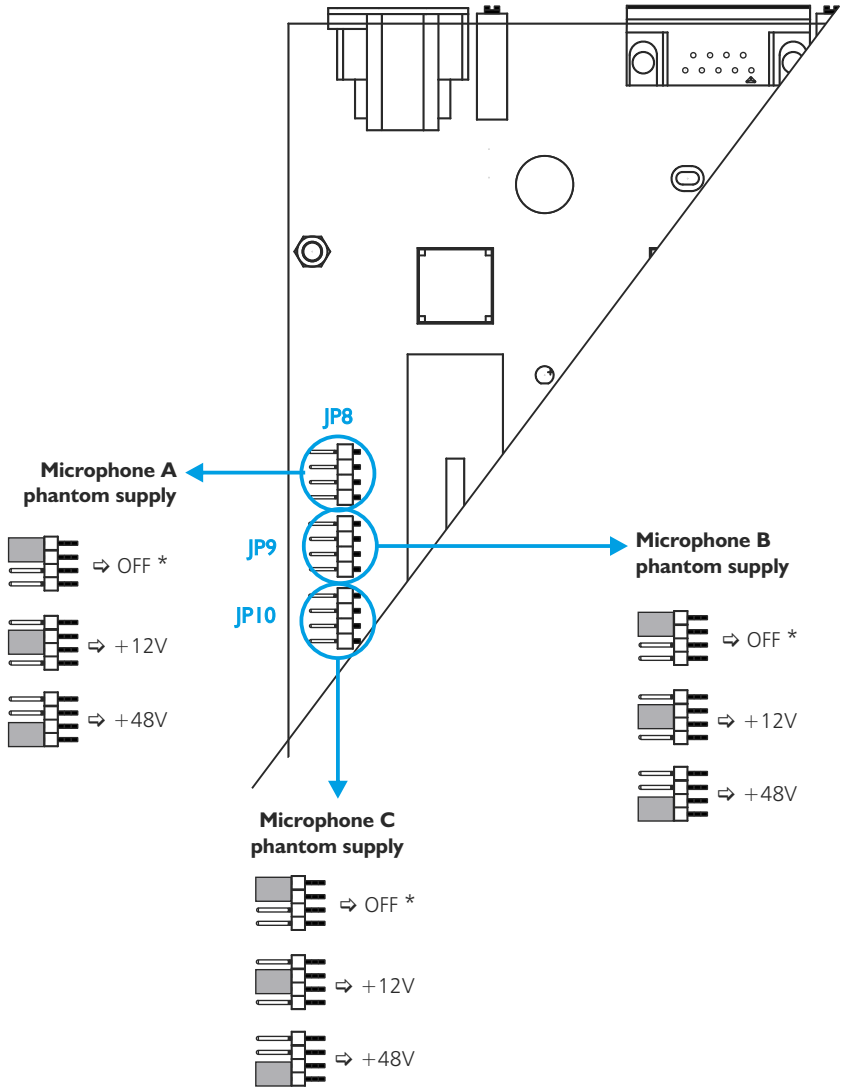 JP8
Microphone A
phantom supply
JP9
JP10
OFF *
+12V
+48V
Microphone B
phantom supply
OFF *
+12V
+48V
Microphone C
phantom supply
OFF *
+12V
+48V